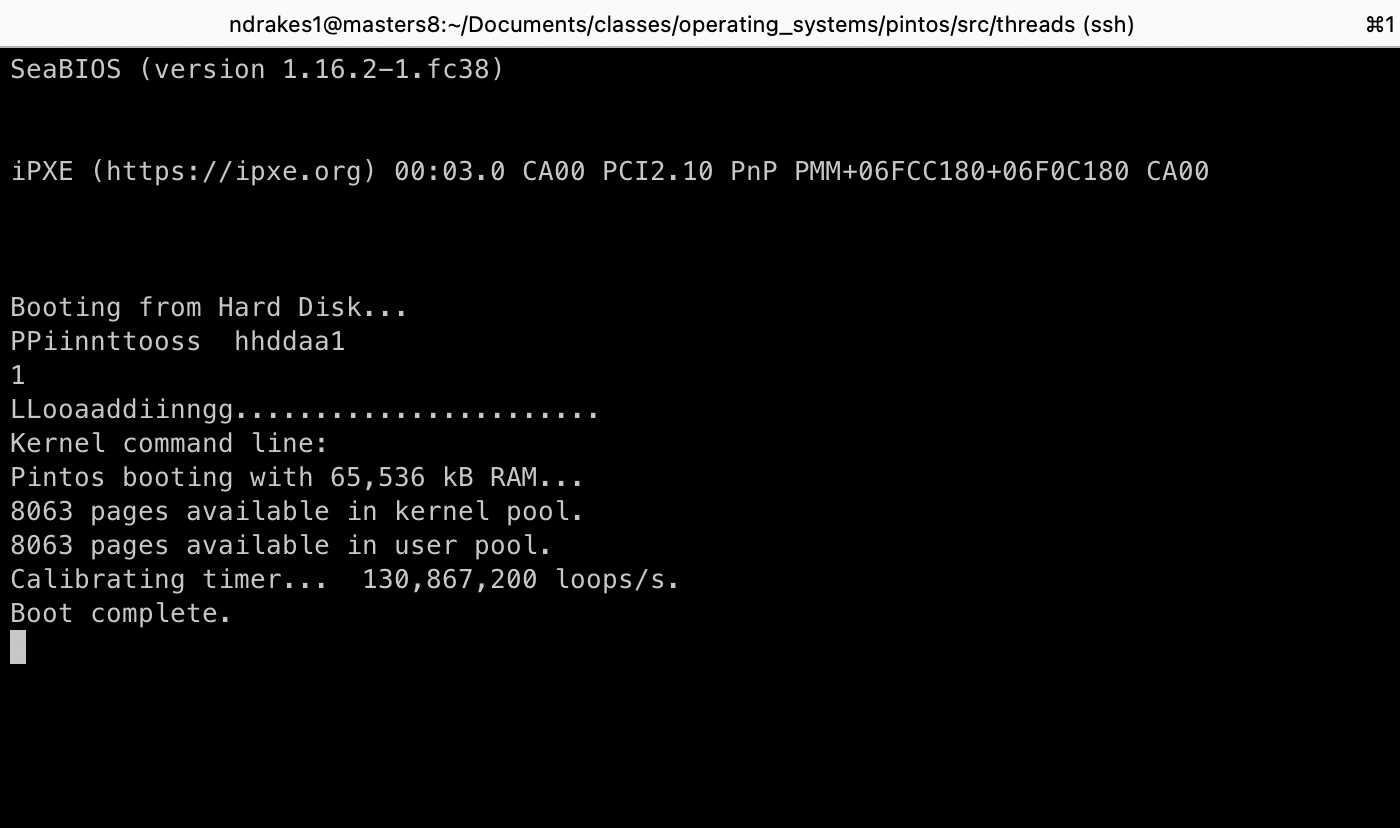 ndrakes1@masters8:~/Documents/classes/operating_systems/pintos/src/threads (ssh) ⌘1
SeaBIOS (version 1.16.2-1.fc38)
iPXE (https://ipxe.org) 00:03.0 CA00 PCI2.10 PnP PMM+06FCC180+06F0C180 CA00
Booting from Hard Disk...
PPiinnttooss  hhddaa1
1
LLooaaddiinngg.......................
Kernel command line:
Pintos booting with 65,536 kB RAM...
8063 pages available in kernel pool.
8063 pages available in user pool.
Calibrating timer...  130,867,200 loops/s.
Boot complete.